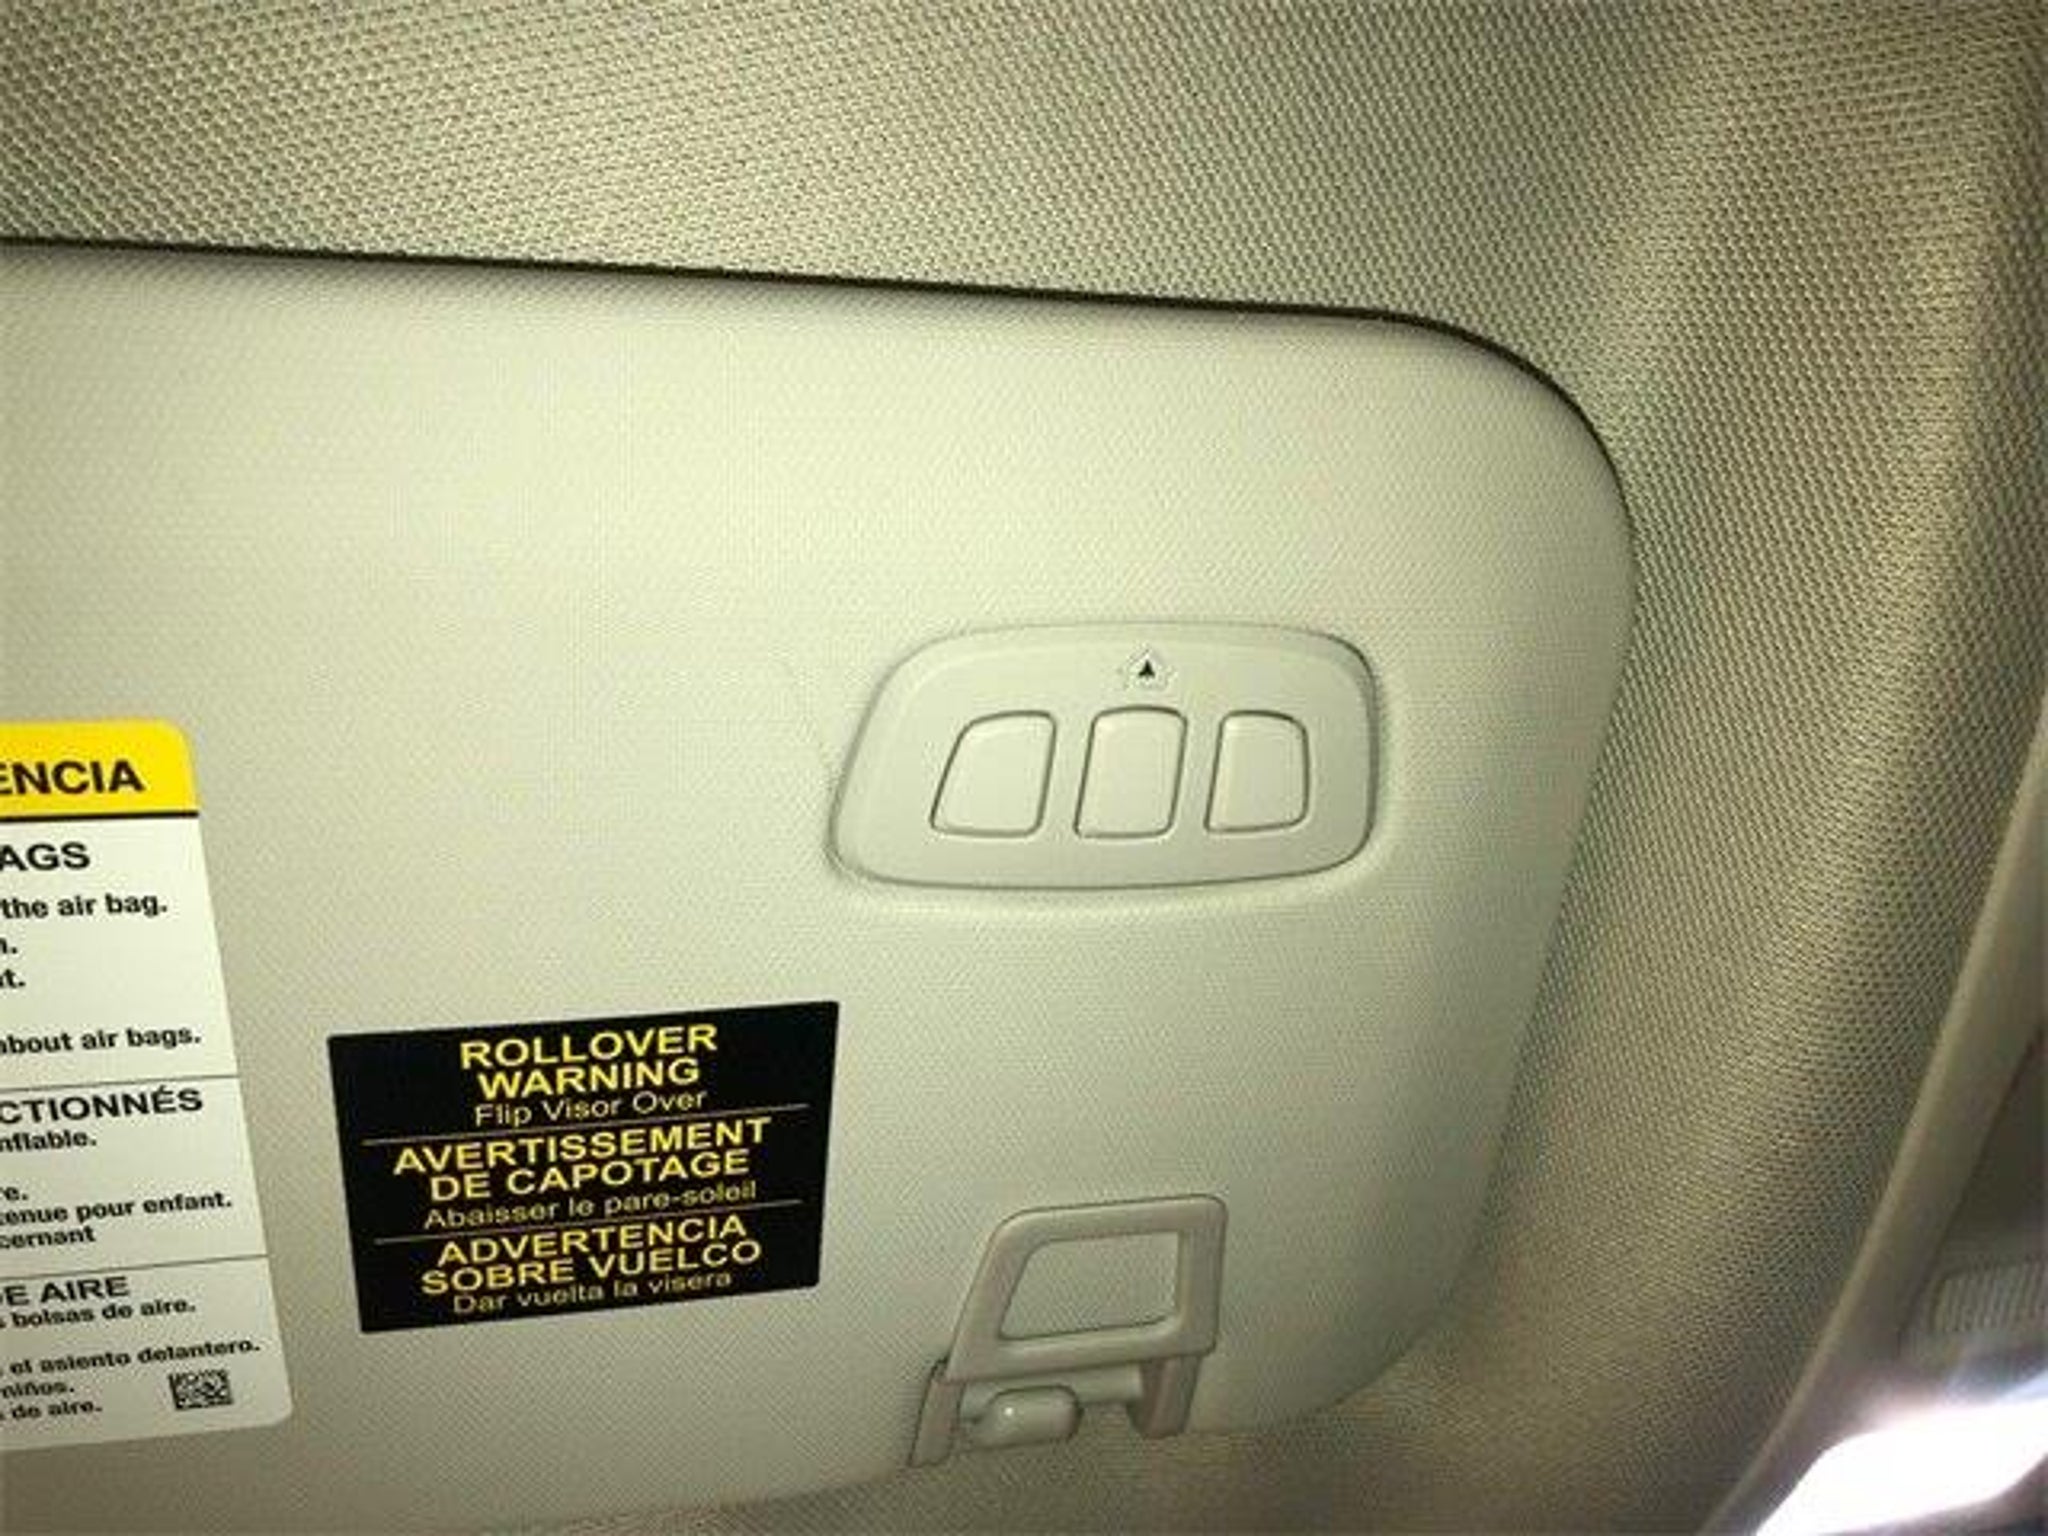 ENCIA
AGS
the air bag.
n.
t.
about air bags.
CTIONNÉS
nflable.
re.
tenue pour enfant.
cernant
DE AIRE
s bolsas de aire.
s el asiento delantero.
niños.
s de aire.
ROLLOVER
WARNING
Flip Visor Over
AVERTISSEMENT
DE CAPOTAGE
Abaisser le pare-soleil
ADVERTENCIA
SOBRE VUELCO
Dar vuelta la visera